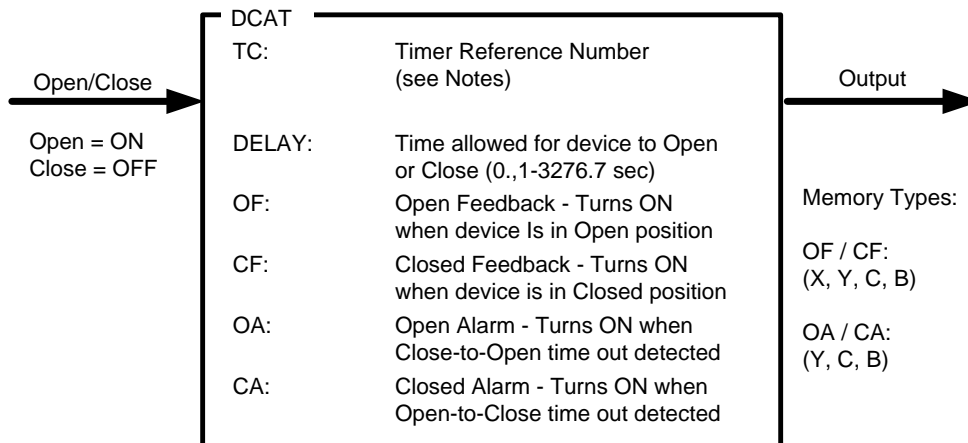 DCAT
TC: Timer Reference Number
(see Notes)
Open/Close
Output
Open = ON
Close = OFF
DELAY: Time allowed for device to Open
or Close (0.,1-3276.7 sec)
OF: Open Feedback - Turns ON
when device Is in Open position
CF: Closed Feedback - Turns ON
when device is in Closed position
OA: Open Alarm - Turns ON when
Close-to-Open time out detected
CA: Closed Alarm - Turns ON when
Open-to-Close time out detected
Memory Types:
OF / CF:
(X, Y, C, B)
OA / CA:
(Y, C, B)